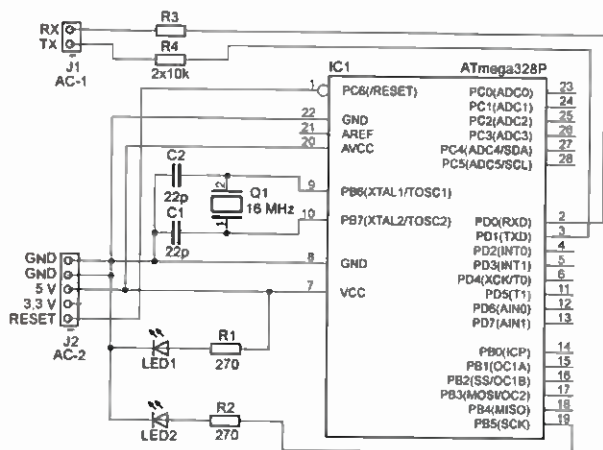 RX
TX
J1
AC-1
R3
R4
2x10k
IC1
ATmega328P
1 PC6(/RESET)
22 GND
21 AREF
20 AVCC
9 PB6(XTAL1/TOSC1)
10 PB7(XTAL2/TOSC2)
8 GND
7 VCC
PC0(ADC0) 23
PC1(ADC1) 24
PC2(ADC2) 25
PC3(ADC3) 26
PC4(ADC4/SDA) 27
PC5(ADC5/SCL) 28
PD0(RXD) 2
PD1(TXD) 3
PD2(INT0) 4
PD3(INT1) 5
PD4(XCK/T0) 6
PD5(T1) 11
PD6(AIN0) 12
PD7(AIN1) 13
PB0(ICP) 14
PB1(OC1A) 15
PB2(SS/OC1B) 16
PB3(MOSI/OC2) 17
PB4(MISO) 18
PB5(SCK) 19
C2
22p
C1
22p
2
Q1
16 MHz
1
GND
GND
5 V
3,3 V
RESET
J2
AC-2
LED1
R1
270
LED2
R2
270